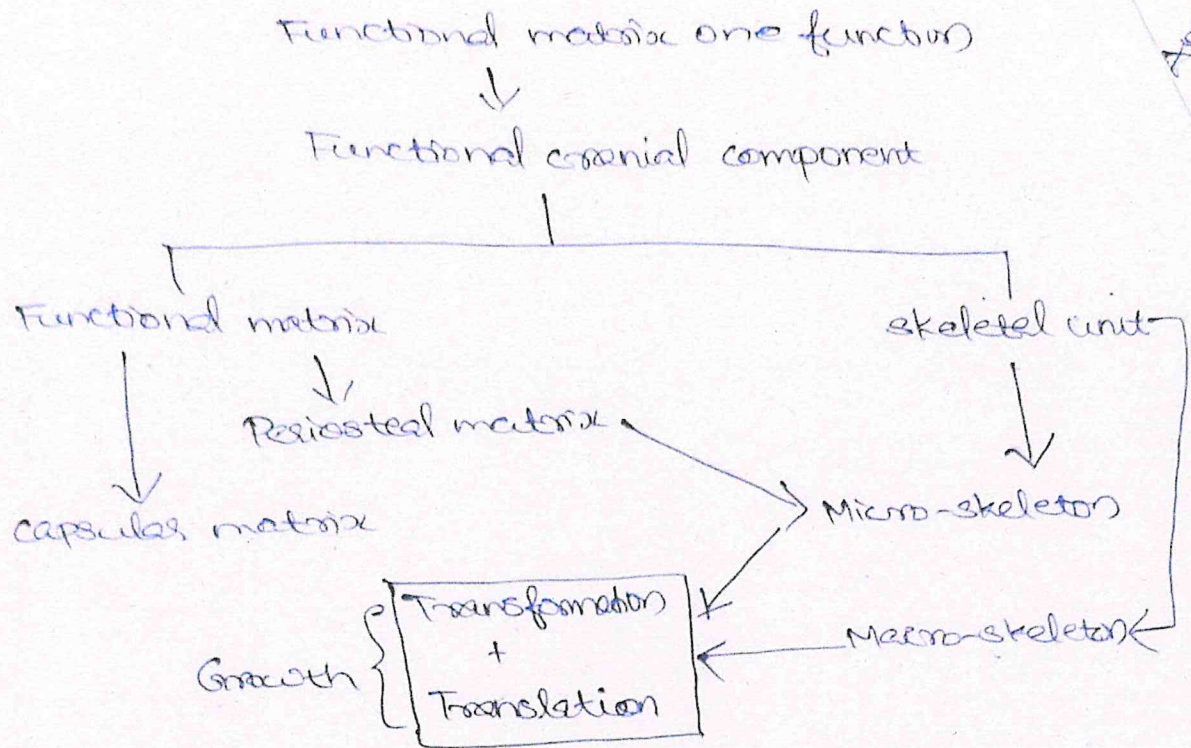 Functional matrix one function
Functional cranial component
Functional matrix
skeletal unit
Periosteal matrix
Micro-skeleton
capsular matrix
Transformation
+
Translation
Growth
Macro-skeleton